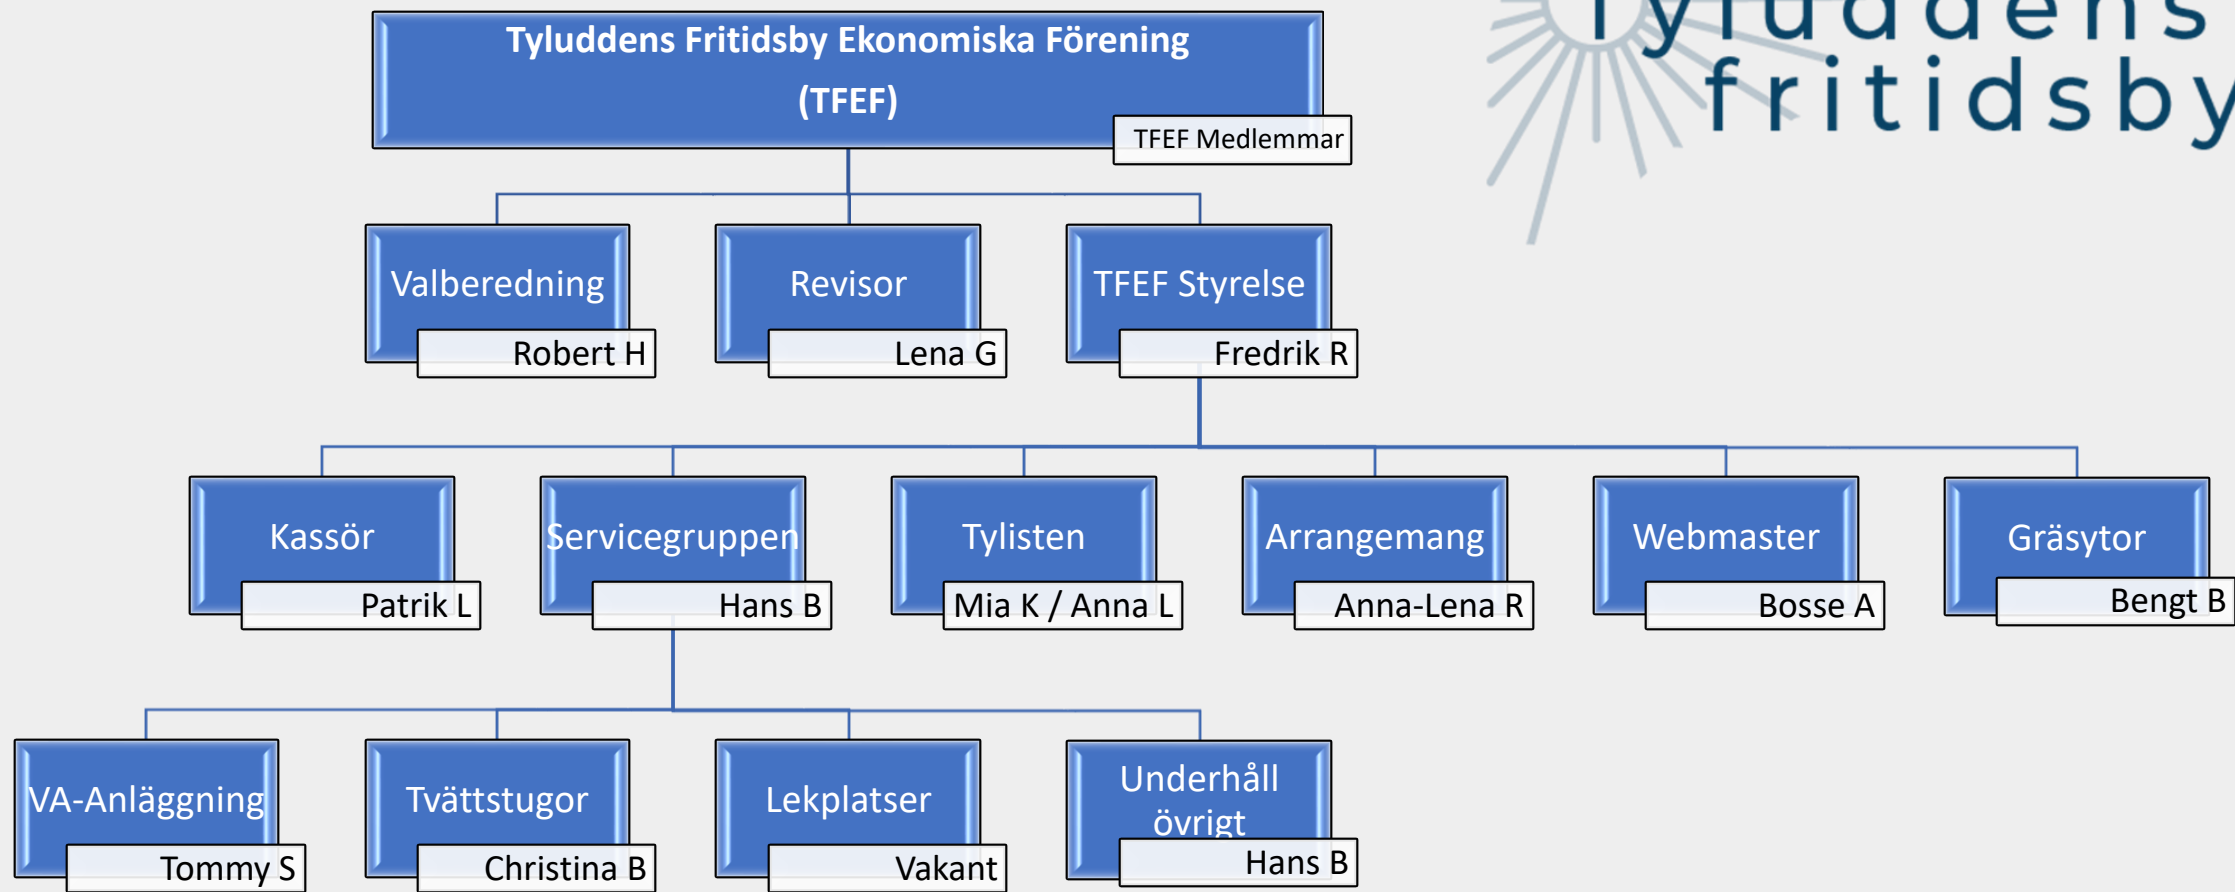 Tyluddens Fritidsby Ekonomiska Förening
(TFEF)
TFEF Medlemmar
Tyluddens
fritidsby
Valberedning
Robert H
Revisor
Lena G
TFEF Styrelse
Fredrik R
Kassör
Patrik L
Servicegruppen
Hans B
Tylisten
Mia K / Anna L
Arrangemang
Anna-Lena R
Webmaster
Bosse A
Gräsytor
Bengt B
VA-Anläggning
Tommy S
Tvättstugor
Christina B
Lekplatser
Vakant
Underhåll
övrigt
Hans B